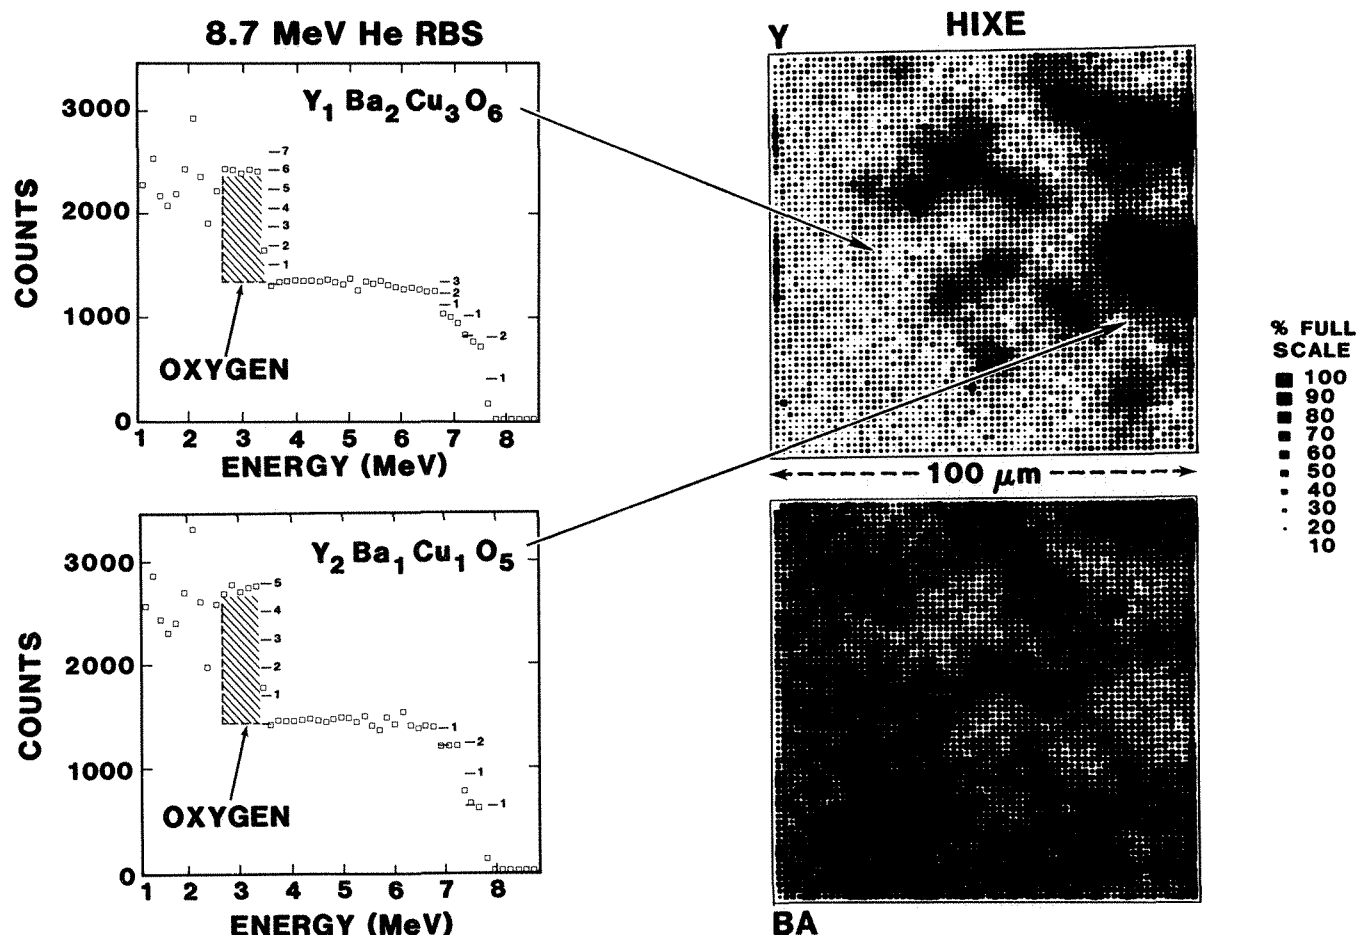 8.7 MeV He RBS
Y1 Ba2 Cu3 O6
COUNTS
3000
2000
1000
0
7
6
5
4
3
2
1
3
2
1
1
2
1
OXYGEN
1 2 3 4 5 6 7 8
ENERGY (MeV)
Y2 Ba1 Cu1 O5
COUNTS
3000
2000
1000
0
5
4
3
2
1
1
2
1
1
OXYGEN
1 2 3 4 5 6 7 8
ENERGY (MeV)
HIXE
Y
100 μm
BA
% FULL
SCALE
100
90
80
70
60
50
40
30
20
10